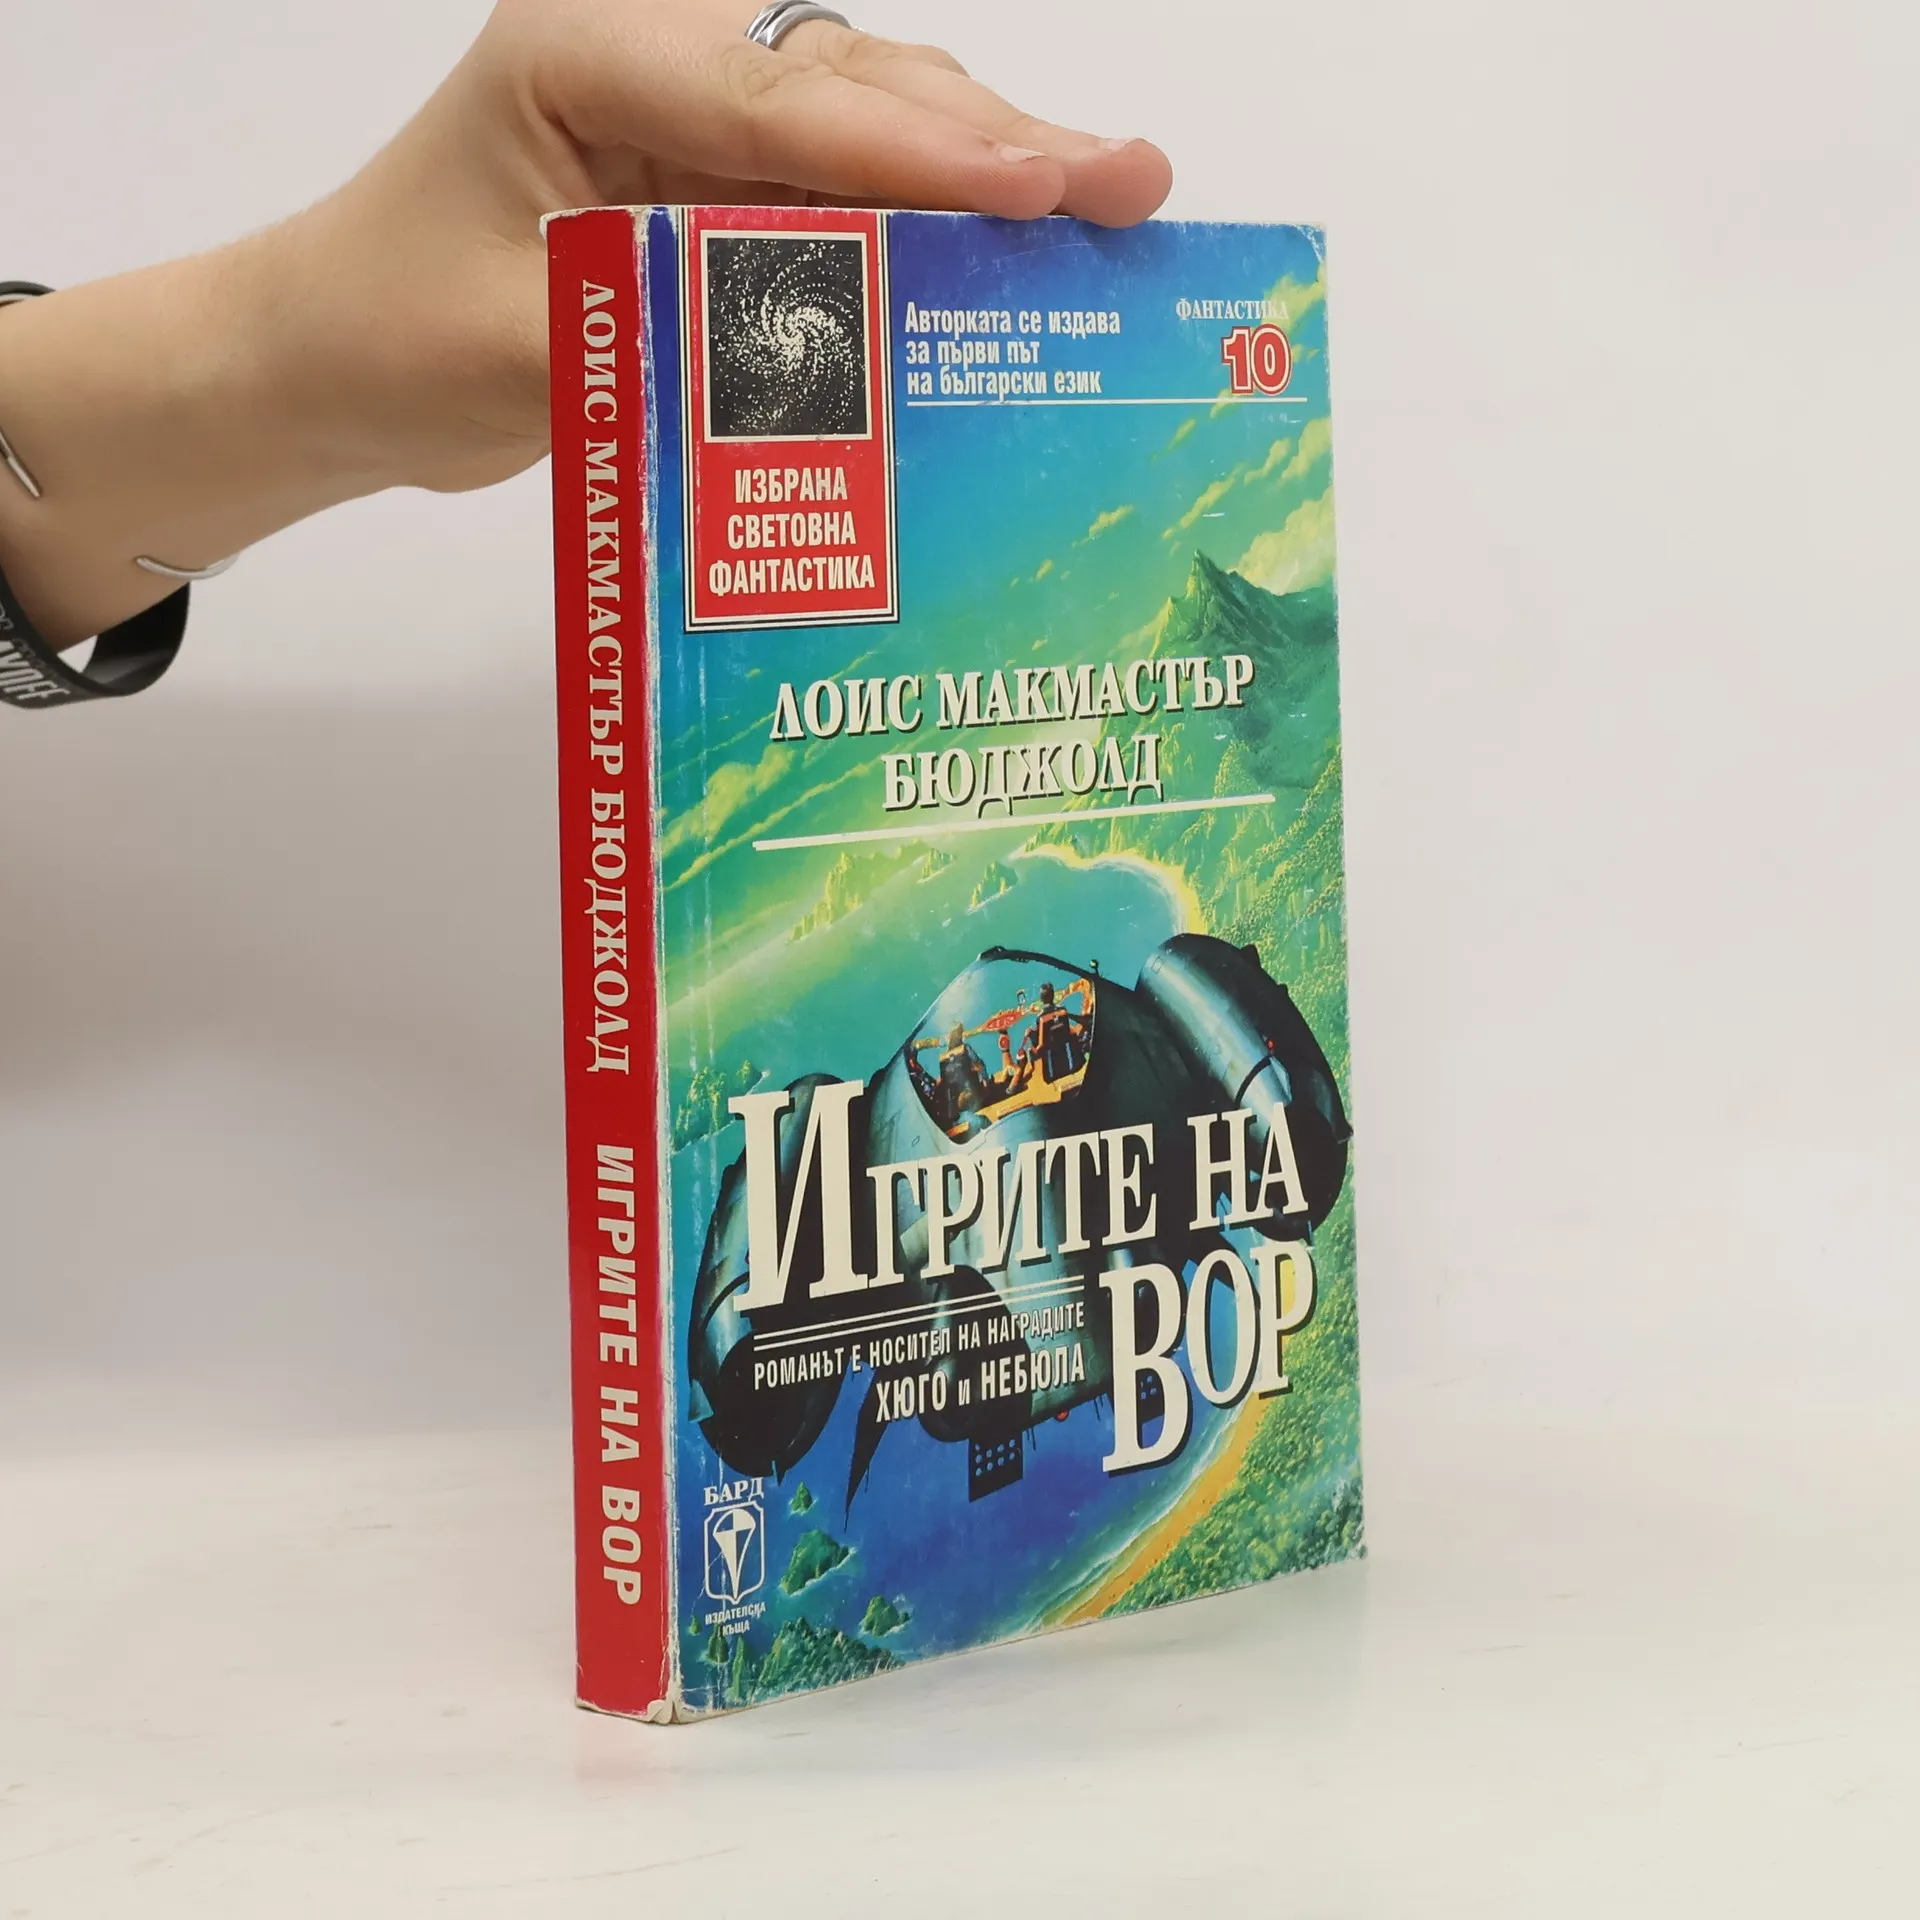 ЛОИС МАКМАСТЪР БЮДЖОЛД ИГРИТЕ НА ВОР
ИЗБРАНА
СВЕТОВНА
ФАНТАСТИКА
Авторката се издава
за първи път
на български език
ФАНТАСТИКА
10
ЛОИС МАКМАСТЪР
БЮДЖОЛД
ИГРИТЕ НА
ВОР
РОМАНЪТ Е НОСИТЕЛ НА НАГРАДИТЕ
ХЮГО и НЕБЮЛА
БАРД
ИЗДАТЕЛСКА
КЪЩА